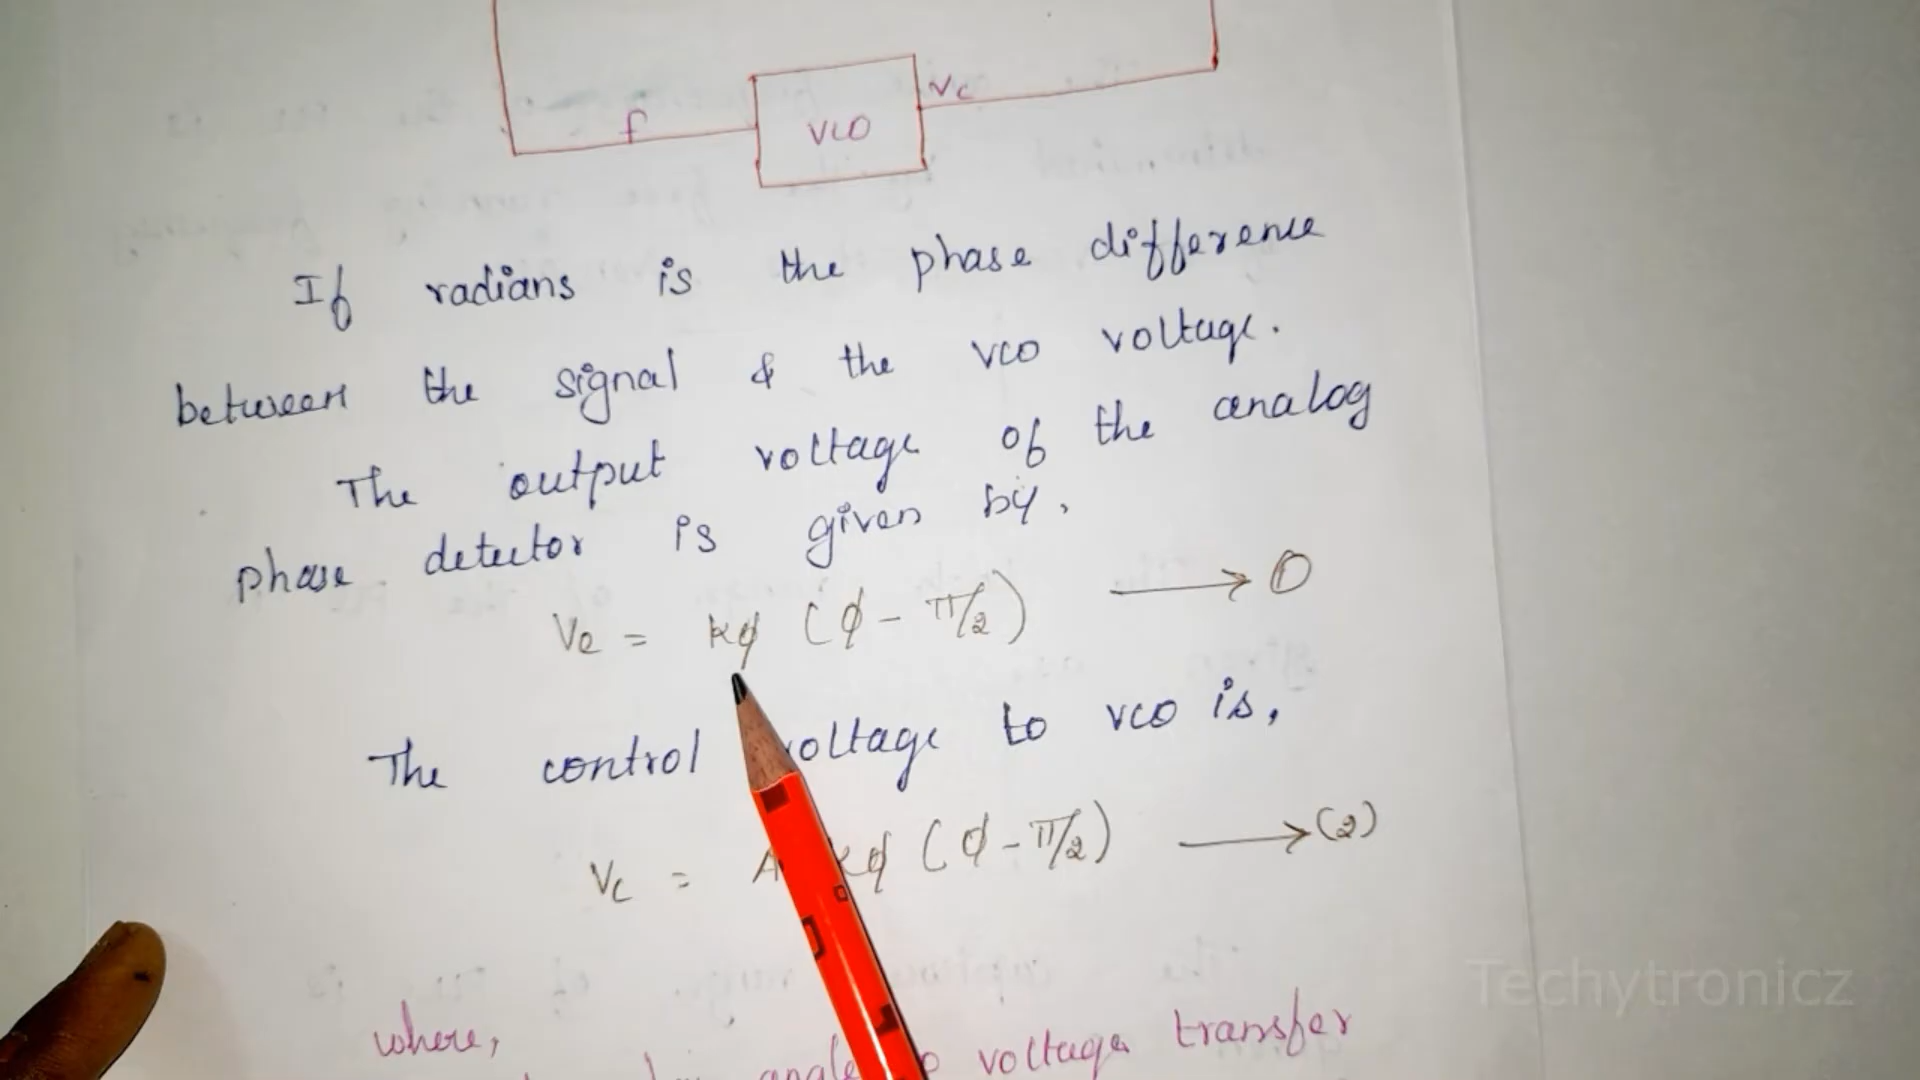 f
VCO
Vc
If radians is the phase difference
between the signal & the VCO voltage.
The output voltage of the analog
phase detector is given by,
Ve = kϕ (ϕ - π/2) → ①
The control voltage to VCO is,
Vc = A kϕ (ϕ - π/2) → (2)
where,
angle voltage transfer
Techytronicz